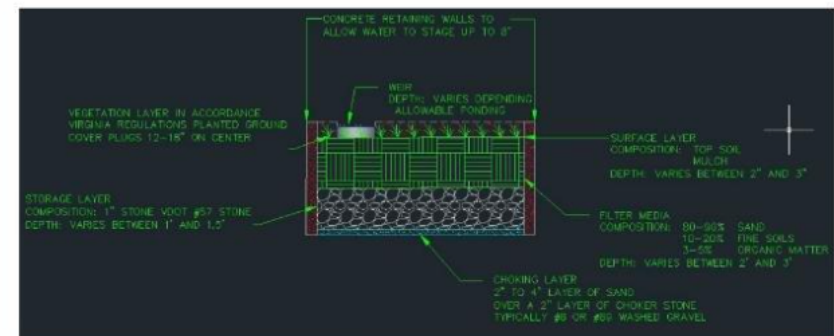 CONCRETE RETAINING WALLS TO
ALLOW WATER TO STAGE UP TO 8"
WEIR
DEPTH: VARIES DEPENDING
ALLOWABLE PONDING
VEGETATION LAYER IN ACCORDANCE
VIRGINIA REGULATIONS PLANTED GROUND
COVER PLUGS 12-18" ON CENTER
SURFACE LAYER
COMPOSITION: TOP SOIL
MULCH
DEPTH: VARIES BETWEEN 2" AND 3"
STORAGE LAYER
COMPOSITION: 1" STONE VDOT #57 STONE
DEPTH: VARIES BETWEEN 1' AND 1.5'
FILTER MEDIA
COMPOSITION: SAND
10-20% FINE SOILS
3-5% ORGANIC MATTER
DEPTH: VARIES BETWEEN 2' AND 3'
CHOKING LAYER
2" TO 4" LAYER OF SAND
OVER A 2" LAYER OF CHOKER STONE
TYPICALLY #8 OR #89 WASHED GRAVEL